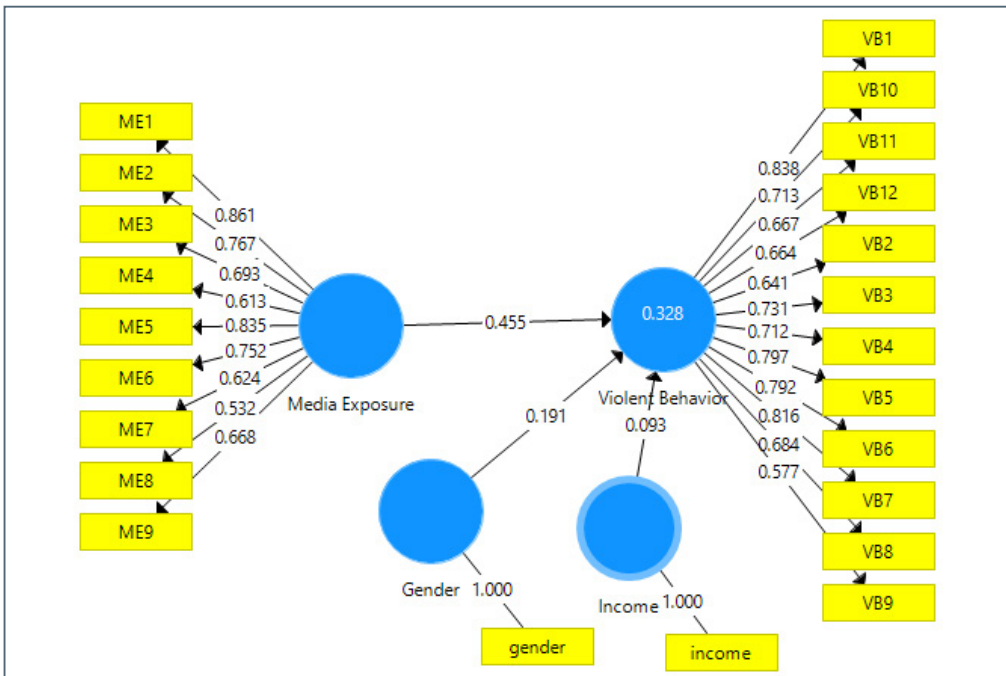 ME1
ME2
ME3
ME4
ME5
ME6
ME7
ME8
ME9
0.861
0.767
0.693
0.613
0.835
0.752
0.624
0.532
0.668
Media Exposure
0.455
0.191
0.093
Gender
1.000
gender
Income
1.000
income
0.328
Violent Behavior
0.838
0.713
0.667
0.664
0.641
0.731
0.712
0.797
0.792
0.816
0.684
0.577
VB1
VB10
VB11
VB12
VB2
VB3
VB4
VB5
VB6
VB7
VB8
VB9